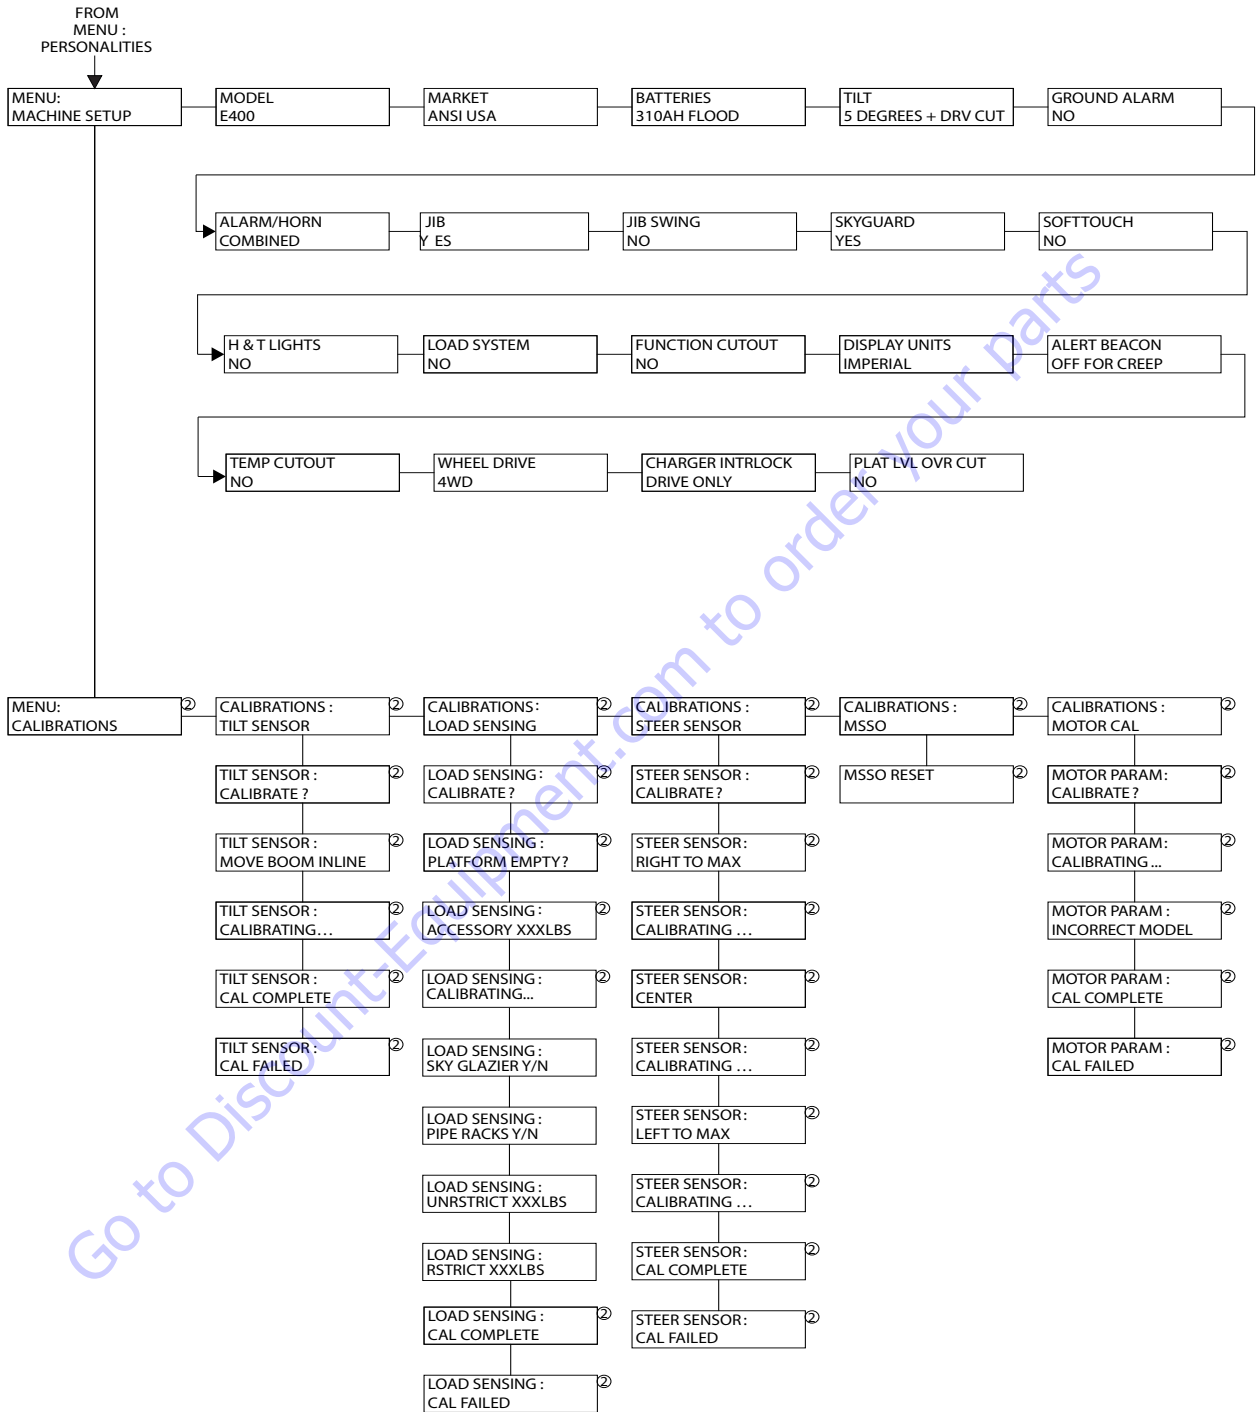 FROM
MENU :
PERSONALITIES
MENU:
MACHINE SETUP
MODEL
E400
MARKET
ANSI USA
BATTERIES
310AH FLOOD
TILT
5 DEGREES + DRV CUT
GROUND ALARM
NO
ALARM/HORN
COMBINED
JIB
Y ES
JIB SWING
NO
SKYGUARD
YES
SOFTTOUCH
NO
H & T LIGHTS
NO
LOAD SYSTEM
NO
FUNCTION CUTOUT
NO
DISPLAY UNITS
IMPERIAL
ALERT BEACON
OFF FOR CREEP
TEMP CUTOUT
NO
WHEEL DRIVE
4WD
CHARGER INTRLOCK
DRIVE ONLY
PLAT LVL OVR CUT
NO
MENU: ②
CALIBRATIONS
CALIBRATIONS : ②
TILT SENSOR
TILT SENSOR : ②
CALIBRATE ?
TILT SENSOR : ②
MOVE BOOM INLINE
TILT SENSOR : ②
CALIBRATING...
TILT SENSOR : ②
CAL COMPLETE
TILT SENSOR : ②
CAL FAILED
CALIBRATIONS: ②
LOAD SENSING
LOAD SENSING: ②
CALIBRATE?
LOAD SENSING : ②
PLATFORM EMPTY?
LOAD SENSING: ②
ACCESSORY XXXLBS
LOAD SENSING : ②
CALIBRATING...
LOAD SENSING :
SKY GLAZIER Y/N
LOAD SENSING :
PIPE RACKS Y/N
LOAD SENSING :
UNRSTRICT XXXLBS
LOAD SENSING :
RSTRICT XXXLBS
LOAD SENSING : ②
CAL COMPLETE
LOAD SENSING : ②
CAL FAILED
CALIBRATIONS : ②
STEER SENSOR
STEER SENSOR : ②
CALIBRATE?
STEER SENSOR: ②
RIGHT TO MAX
STEER SENSOR: ②
CALIBRATING ...
STEER SENSOR: ②
CENTER
STEER SENSOR: ②
CALIBRATING ...
STEER SENSOR: ②
LEFT TO MAX
STEER SENSOR: ②
CALIBRATING ...
STEER SENSOR: ②
CAL COMPLETE
STEER SENSOR: ②
CAL FAILED
CALIBRATIONS : ②
MSSO
MSSO RESET ②
CALIBRATIONS : ②
MOTOR CAL
MOTOR PARAM: ②
CALIBRATE ?
MOTOR PARAM: ②
CALIBRATING ...
MOTOR PARAM : ②
INCORRECT MODEL
MOTOR PARAM : ②
CAL COMPLETE
MOTOR PARAM : ②
CAL FAILED
Go to Discount-Equipment.com to order your parts